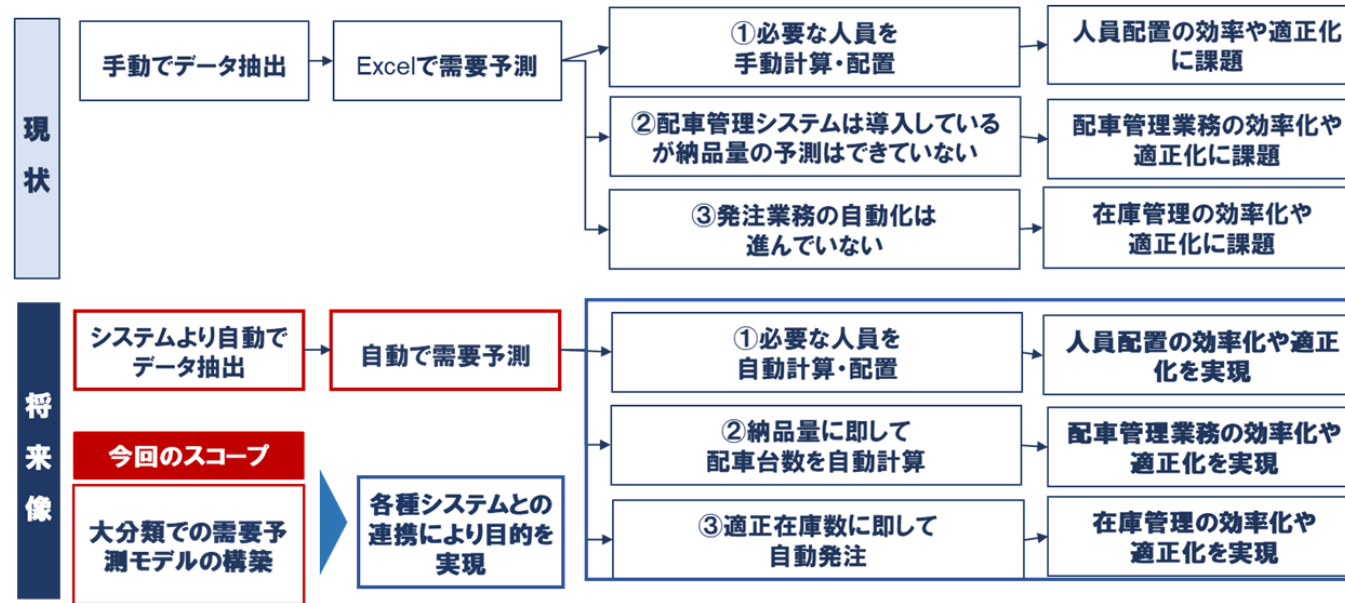 現状
手動でデータ抽出
Excelで需要予測
①必要な人員を
手動計算・配置
人員配置の効率や適正化
に課題
②配車管理システムは導入している
が納品量の予測はできていない
配車管理業務の効率化や
適正化に課題
③発注業務の自動化は
進んでいない
在庫管理の効率化や
適正化に課題
将来像
システムより自動で
データ抽出
自動で需要予測
①必要な人員を
自動計算・配置
人員配置の効率化や適正
化を実現
②納品量に即して
配車台数を自動計算
配車管理業務の効率化や
適正化を実現
③適正在庫数に即して
自動発注
在庫管理の効率化や
適正化を実現
今回のスコープ
大分類での需要予
測モデルの構築
各種システムとの
連携により目的を
実現